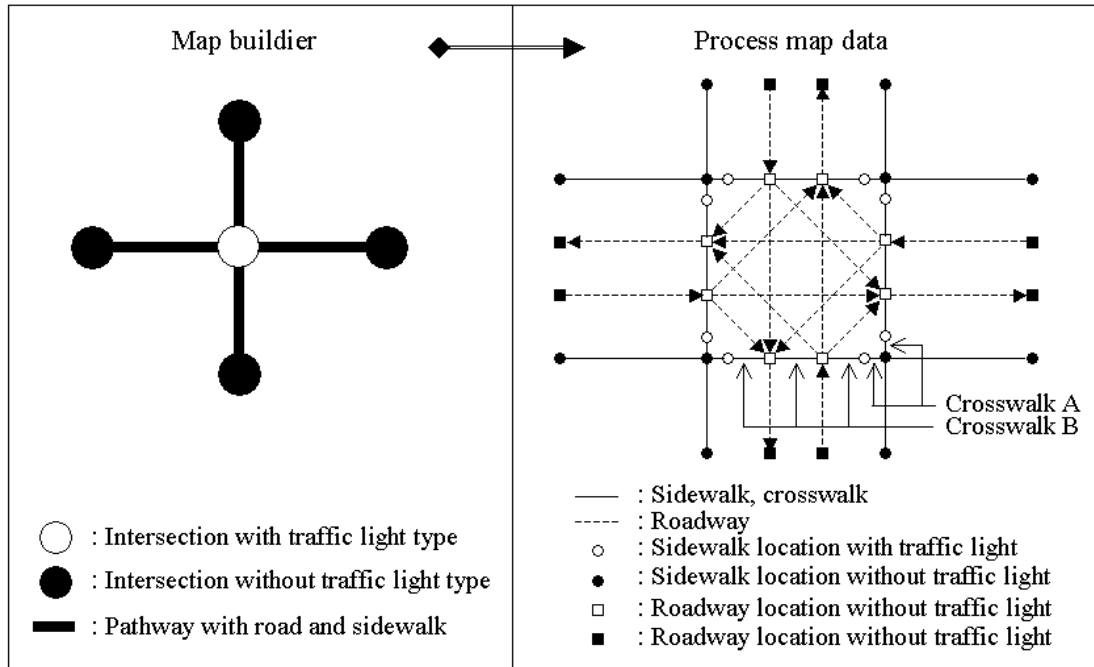 Map buildier
: Intersection with traffic light type
: Intersection without traffic light type
: Pathway with road and sidewalk
Process map data
Crosswalk A
Crosswalk B
: Sidewalk, crosswalk
: Roadway
: Sidewalk location with traffic light
: Sidewalk location without traffic light
: Roadway location without traffic light
: Roadway location without traffic light